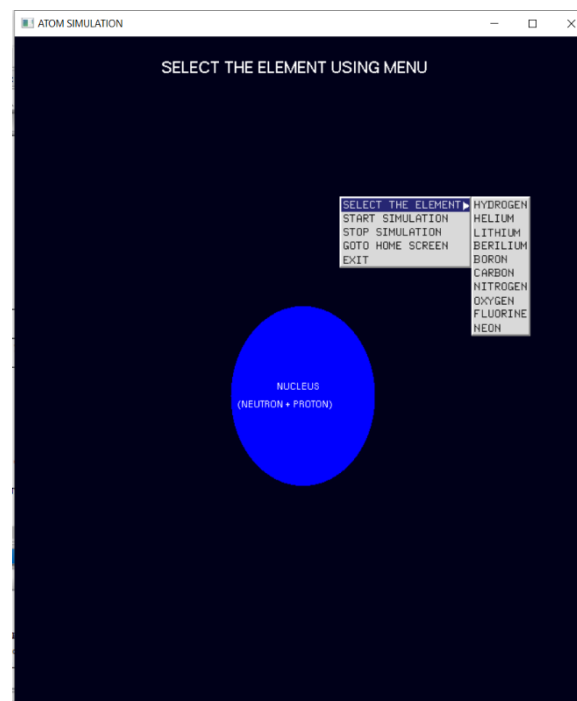 ATOM SIMULATION
SELECT THE ELEMENT USING MENU
SELECT THE ELEMENT
START SIMULATION
STOP SIMULATION
GOTO HOME SCREEN
EXIT
HYDROGEN
HELIUM
LITHIUM
BERILIUM
BORON
CARBON
NITROGEN
OXYGEN
FLUORINE
NEON
NUCLEUS
(NEUTRON + PROTON)